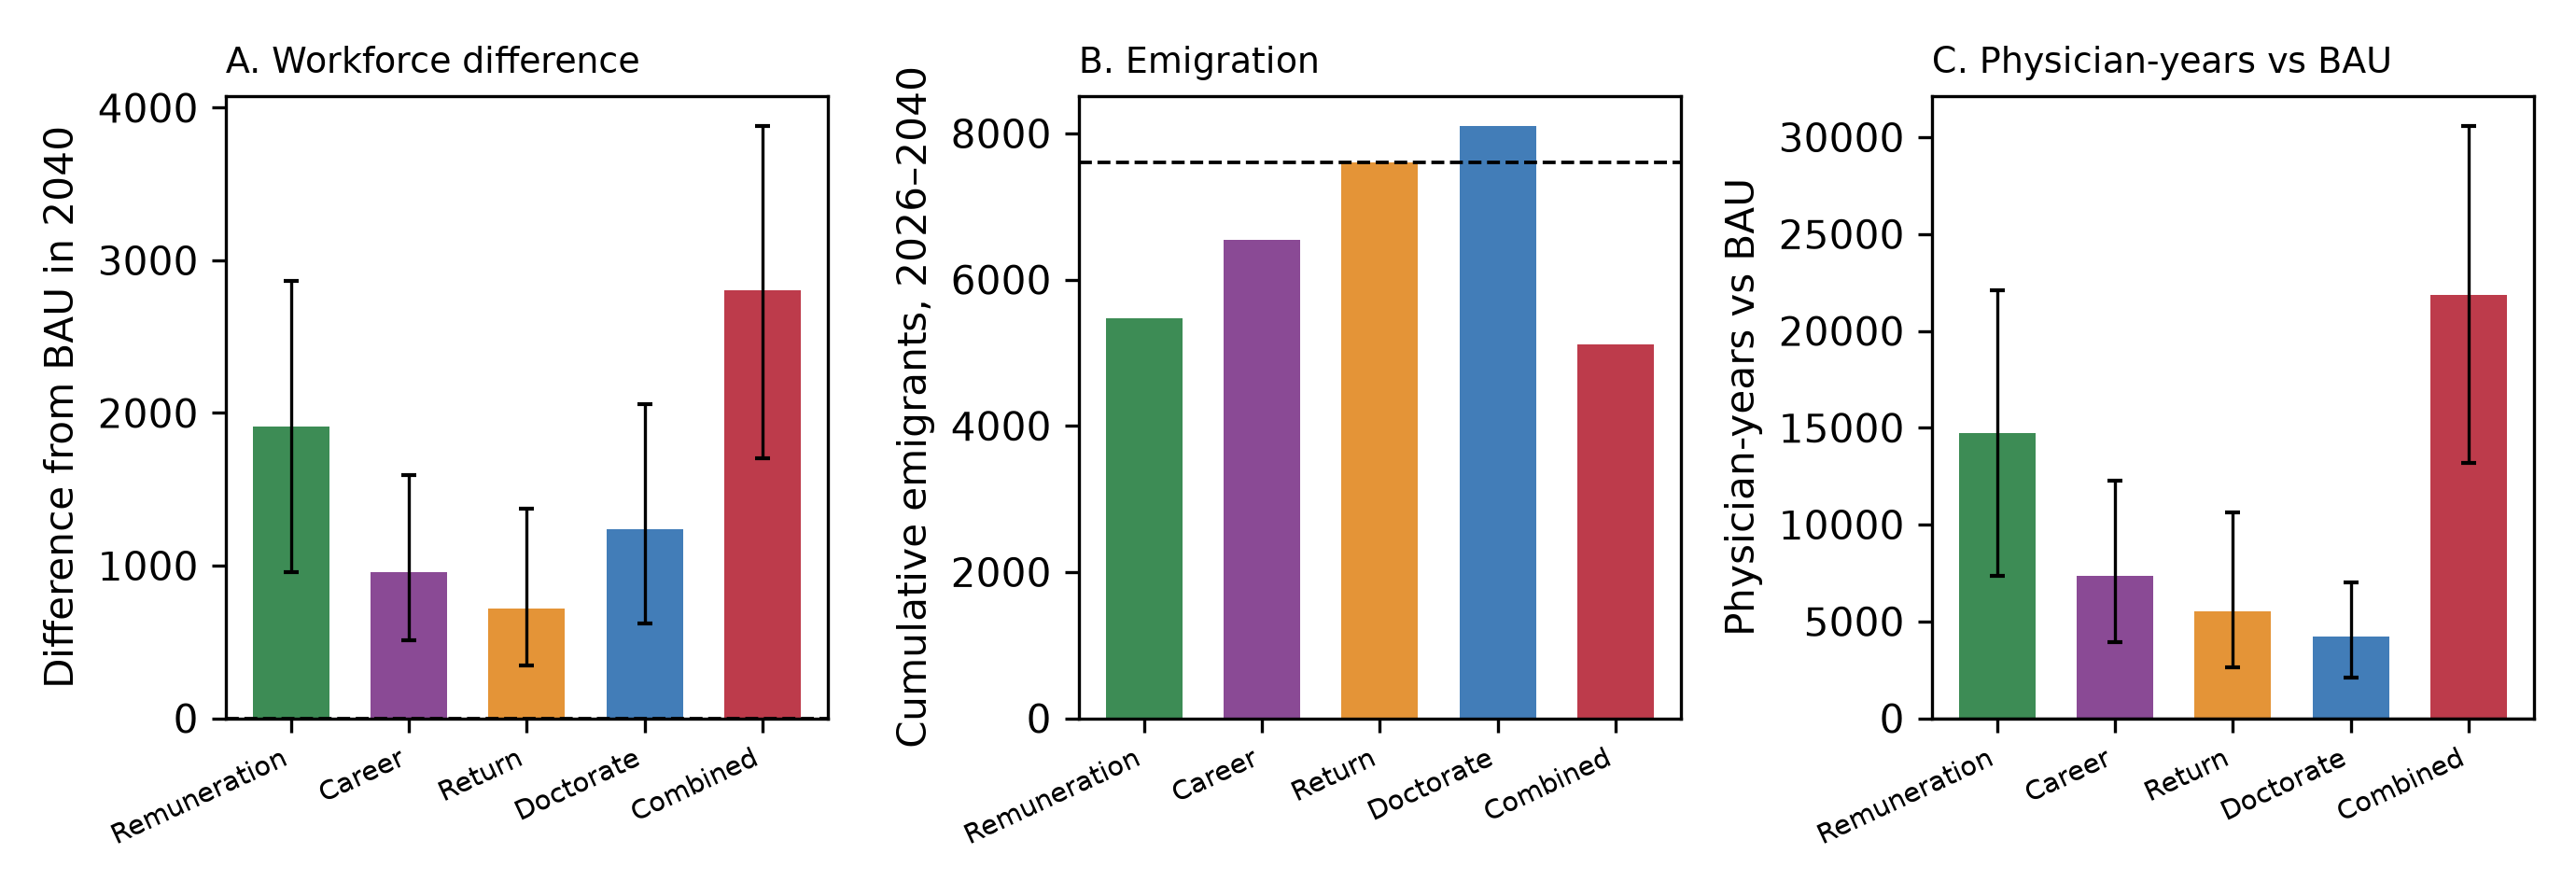 A. Workforce difference
Difference from BAU in 2040
4000
3000
2000
1000
0
Remuneration
Career
Return
Doctorate
Combined
B. Emigration
Cumulative emigrants, 2026–2040
8000
6000
4000
2000
0
Remuneration
Career
Return
Doctorate
Combined
C. Physician-years vs BAU
Physician-years vs BAU
30000
25000
20000
15000
10000
5000
0
Remuneration
Career
Return
Doctorate
Combined